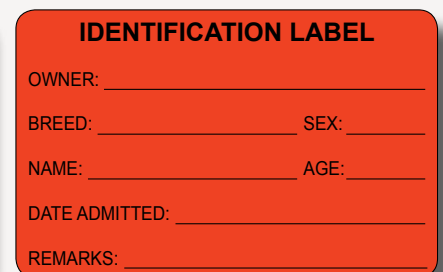 IDENTIFICATION LABEL
OWNER:
BREED: SEX:
NAME: AGE:
DATE ADMITTED:
REMARKS: